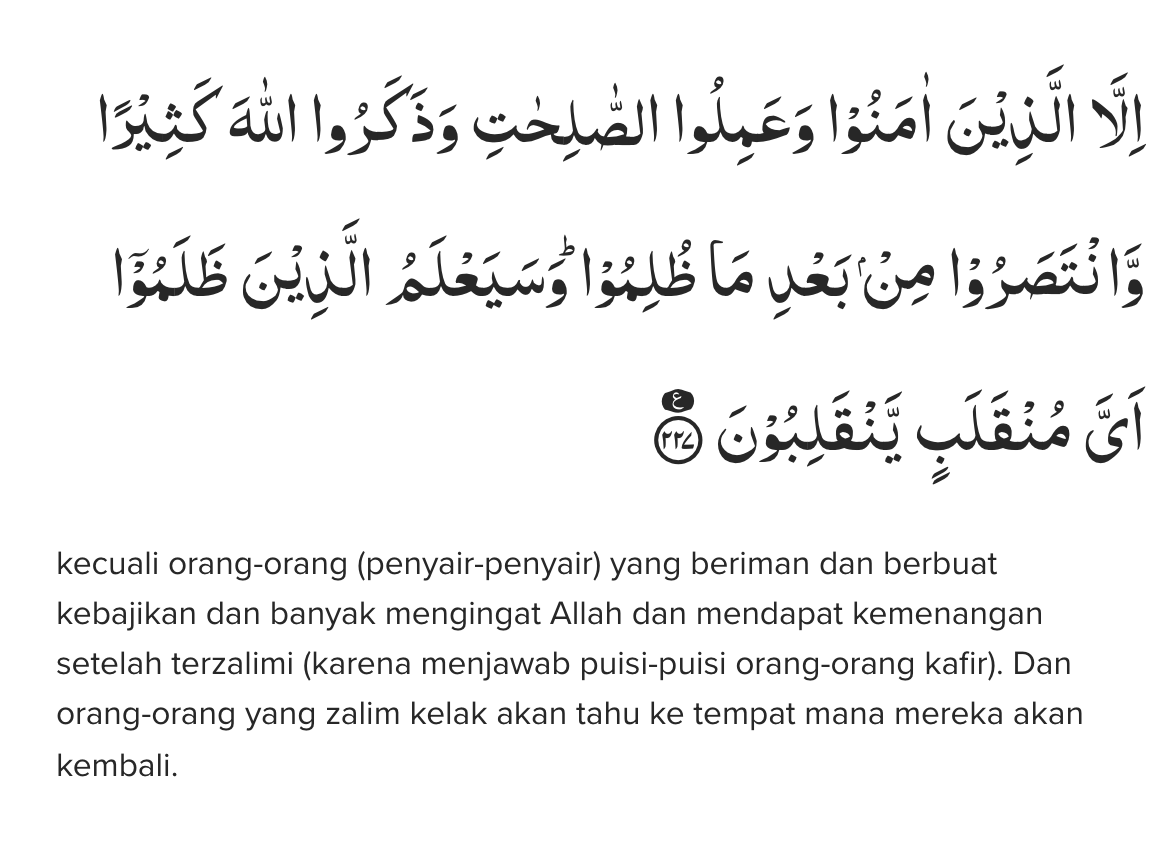 اِلَّا الَّذِيْنَ اٰمَنُوْا وَعَمِلُوا الصّٰلِحٰتِ وَذَكَرُوا اللّٰهَ كَثِيْرًا
وَّانْتَصَرُوْا مِنْۢ بَعْدِ مَا ظُلِمُوْا ۗوَسَيَعْلَمُ الَّذِيْنَ ظَلَمُوْٓا
اَيَّ مُنْقَلَبٍ يَّنْقَلِبُوْنَ ࣖ ٢٢٧
kecuali orang-orang (penyair-penyair) yang beriman dan berbuat
kebajikan dan banyak mengingat Allah dan mendapat kemenangan
setelah terzalimi (karena menjawab puisi-puisi orang-orang kafir). Dan
orang-orang yang zalim kelak akan tahu ke tempat mana mereka akan
kembali.